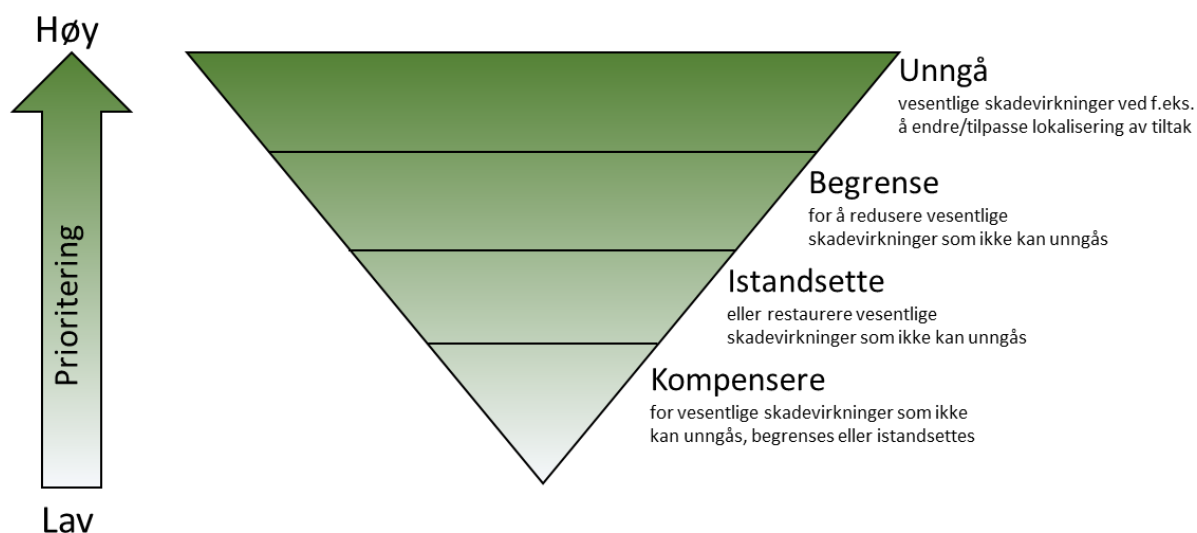 Høy
Prioritering
Lav
Unngå
vesentlige skadevirkninger ved f.eks.
å endre/tilpasse lokalisering av tiltak
Begrense
for å redusere vesentlige
skadevirkninger som ikke kan unngås
Istandsette
eller restaurere vesentlige
skadevirkninger som ikke kan unngås
Kompensere
for vesentlige skadevirkninger som ikke
kan unngås, begrenses eller istandsettes